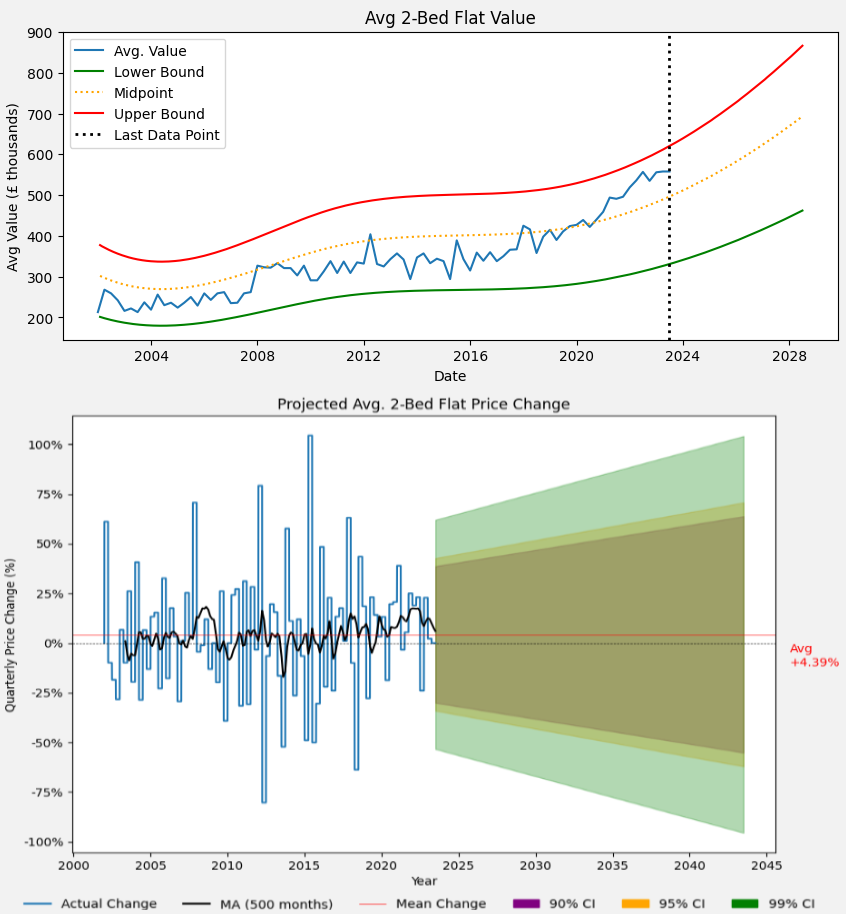 Avg 2-Bed Flat Value
Avg Value (£ thousands)
900
800
700
600
500
400
300
200
Avg. Value
Lower Bound
Midpoint
Upper Bound
Last Data Point
2004 2008 2012 2016 2020 2024 2028
Date
Projected Avg. 2-Bed Flat Price Change
Quarterly Price Change (%)
100%
75%
50%
25%
0%
-25%
-50%
-75%
-100%
Avg
+4.39%
2000 2005 2010 2015 2020 2025 2030 2035 2040 2045
Year
Actual Change MA (500 months) Mean Change 90% CI 95% CI 99% CI